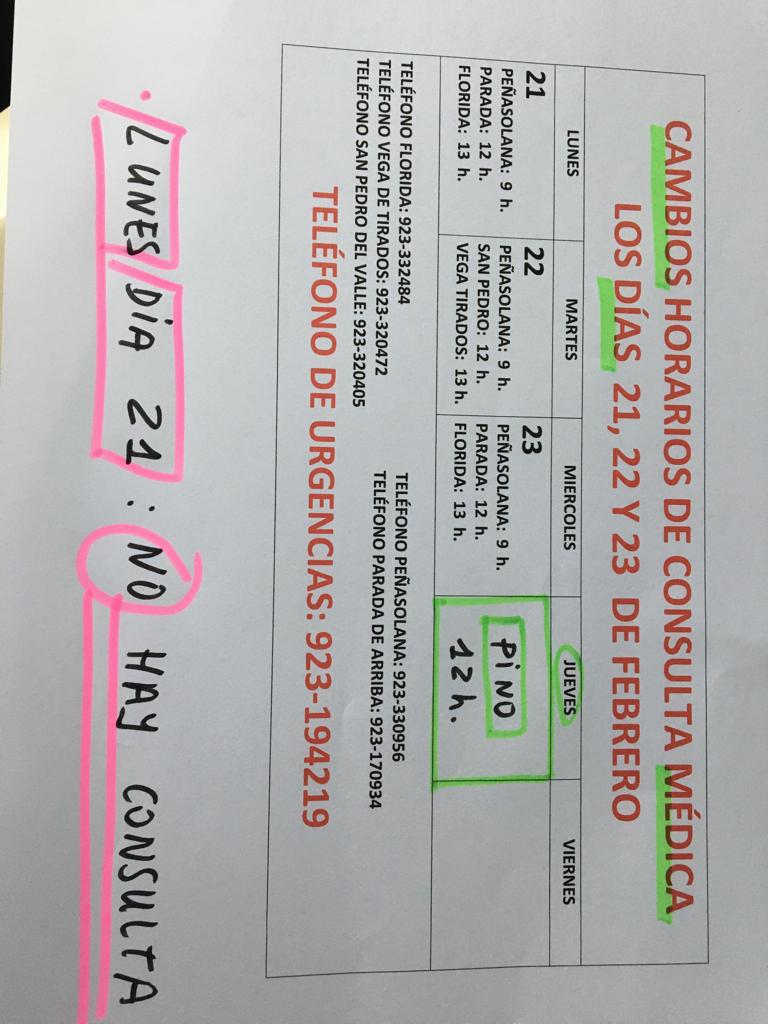 CAMBIOS HORARIOS DE CONSULTA MÉDICA
LOS DÍAS 21, 22 Y 23 DE FEBRERO
LUNES MARTES MIERCOLES JUEVES VIERNES
21
PEÑASOLANA: 9 h.
PARADA: 12 h.
FLORIDA: 13 h.
22
PEÑASOLANA: 9 h.
SAN PEDRO: 12 h.
VEGA TIRADOS: 13 h.
23
PEÑASOLANA: 9 h.
PARADA: 12 h.
FLORIDA: 13 h.
PINO
12 h.
TELÉFONO FLORIDA: 923-332484
TELÉFONO VEGA DE TIRADOS: 923-320472
TELÉFONO SAN PEDRO DEL VALLE: 923-320405
TELÉFONO PEÑASOLANA: 923-330956
TELÉFONO PARADA DE ARRIBA: 923-170934
TELÉFONO DE URGENCIAS: 923-194219
· LUNES DÍA 21: NO HAY CONSULTA